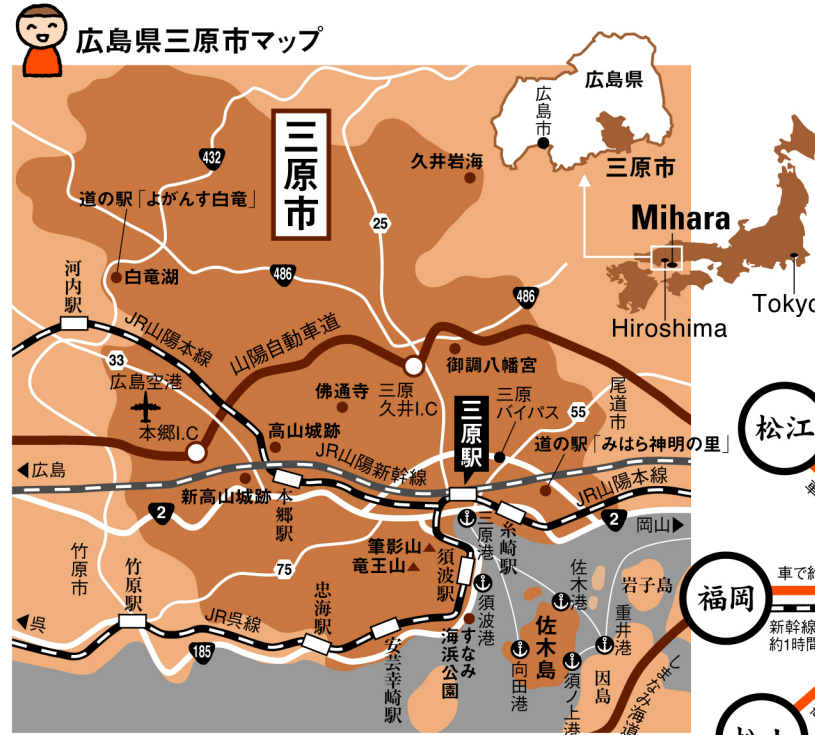 広島県三原市マップ
広島県
広島市
三原市
三原市
Mihara
Hiroshima
Tokyo
432
久井岩海
道の駅「よがんす白竜」
25
白竜湖
486
486
河内駅
JR山陽本線
山陽自動車道
33
広島空港
御調八幡宮
佛通寺
三原
久井I.C
三原駅
三原
バイパス
55
尾道市
本郷I.C
高山城跡
道の駅「みはら神明の里」
JR山陽新幹線
◀広島
新高山城跡
本郷駅
JR山陽本線
2
2
岡山▶
三原港
糸崎駅
筆影山
竜王山
須波駅
須波港
佐木港
岩子島
重井港
75
竹原市
竹原駅
忠海駅
◀呉
JR呉線
185
安芸幸崎駅
すなみ
海浜公園
向田港
佐木島
須ノ上港
因島
しまなみ海道
松江
福岡
車で約
新幹線
約1時間